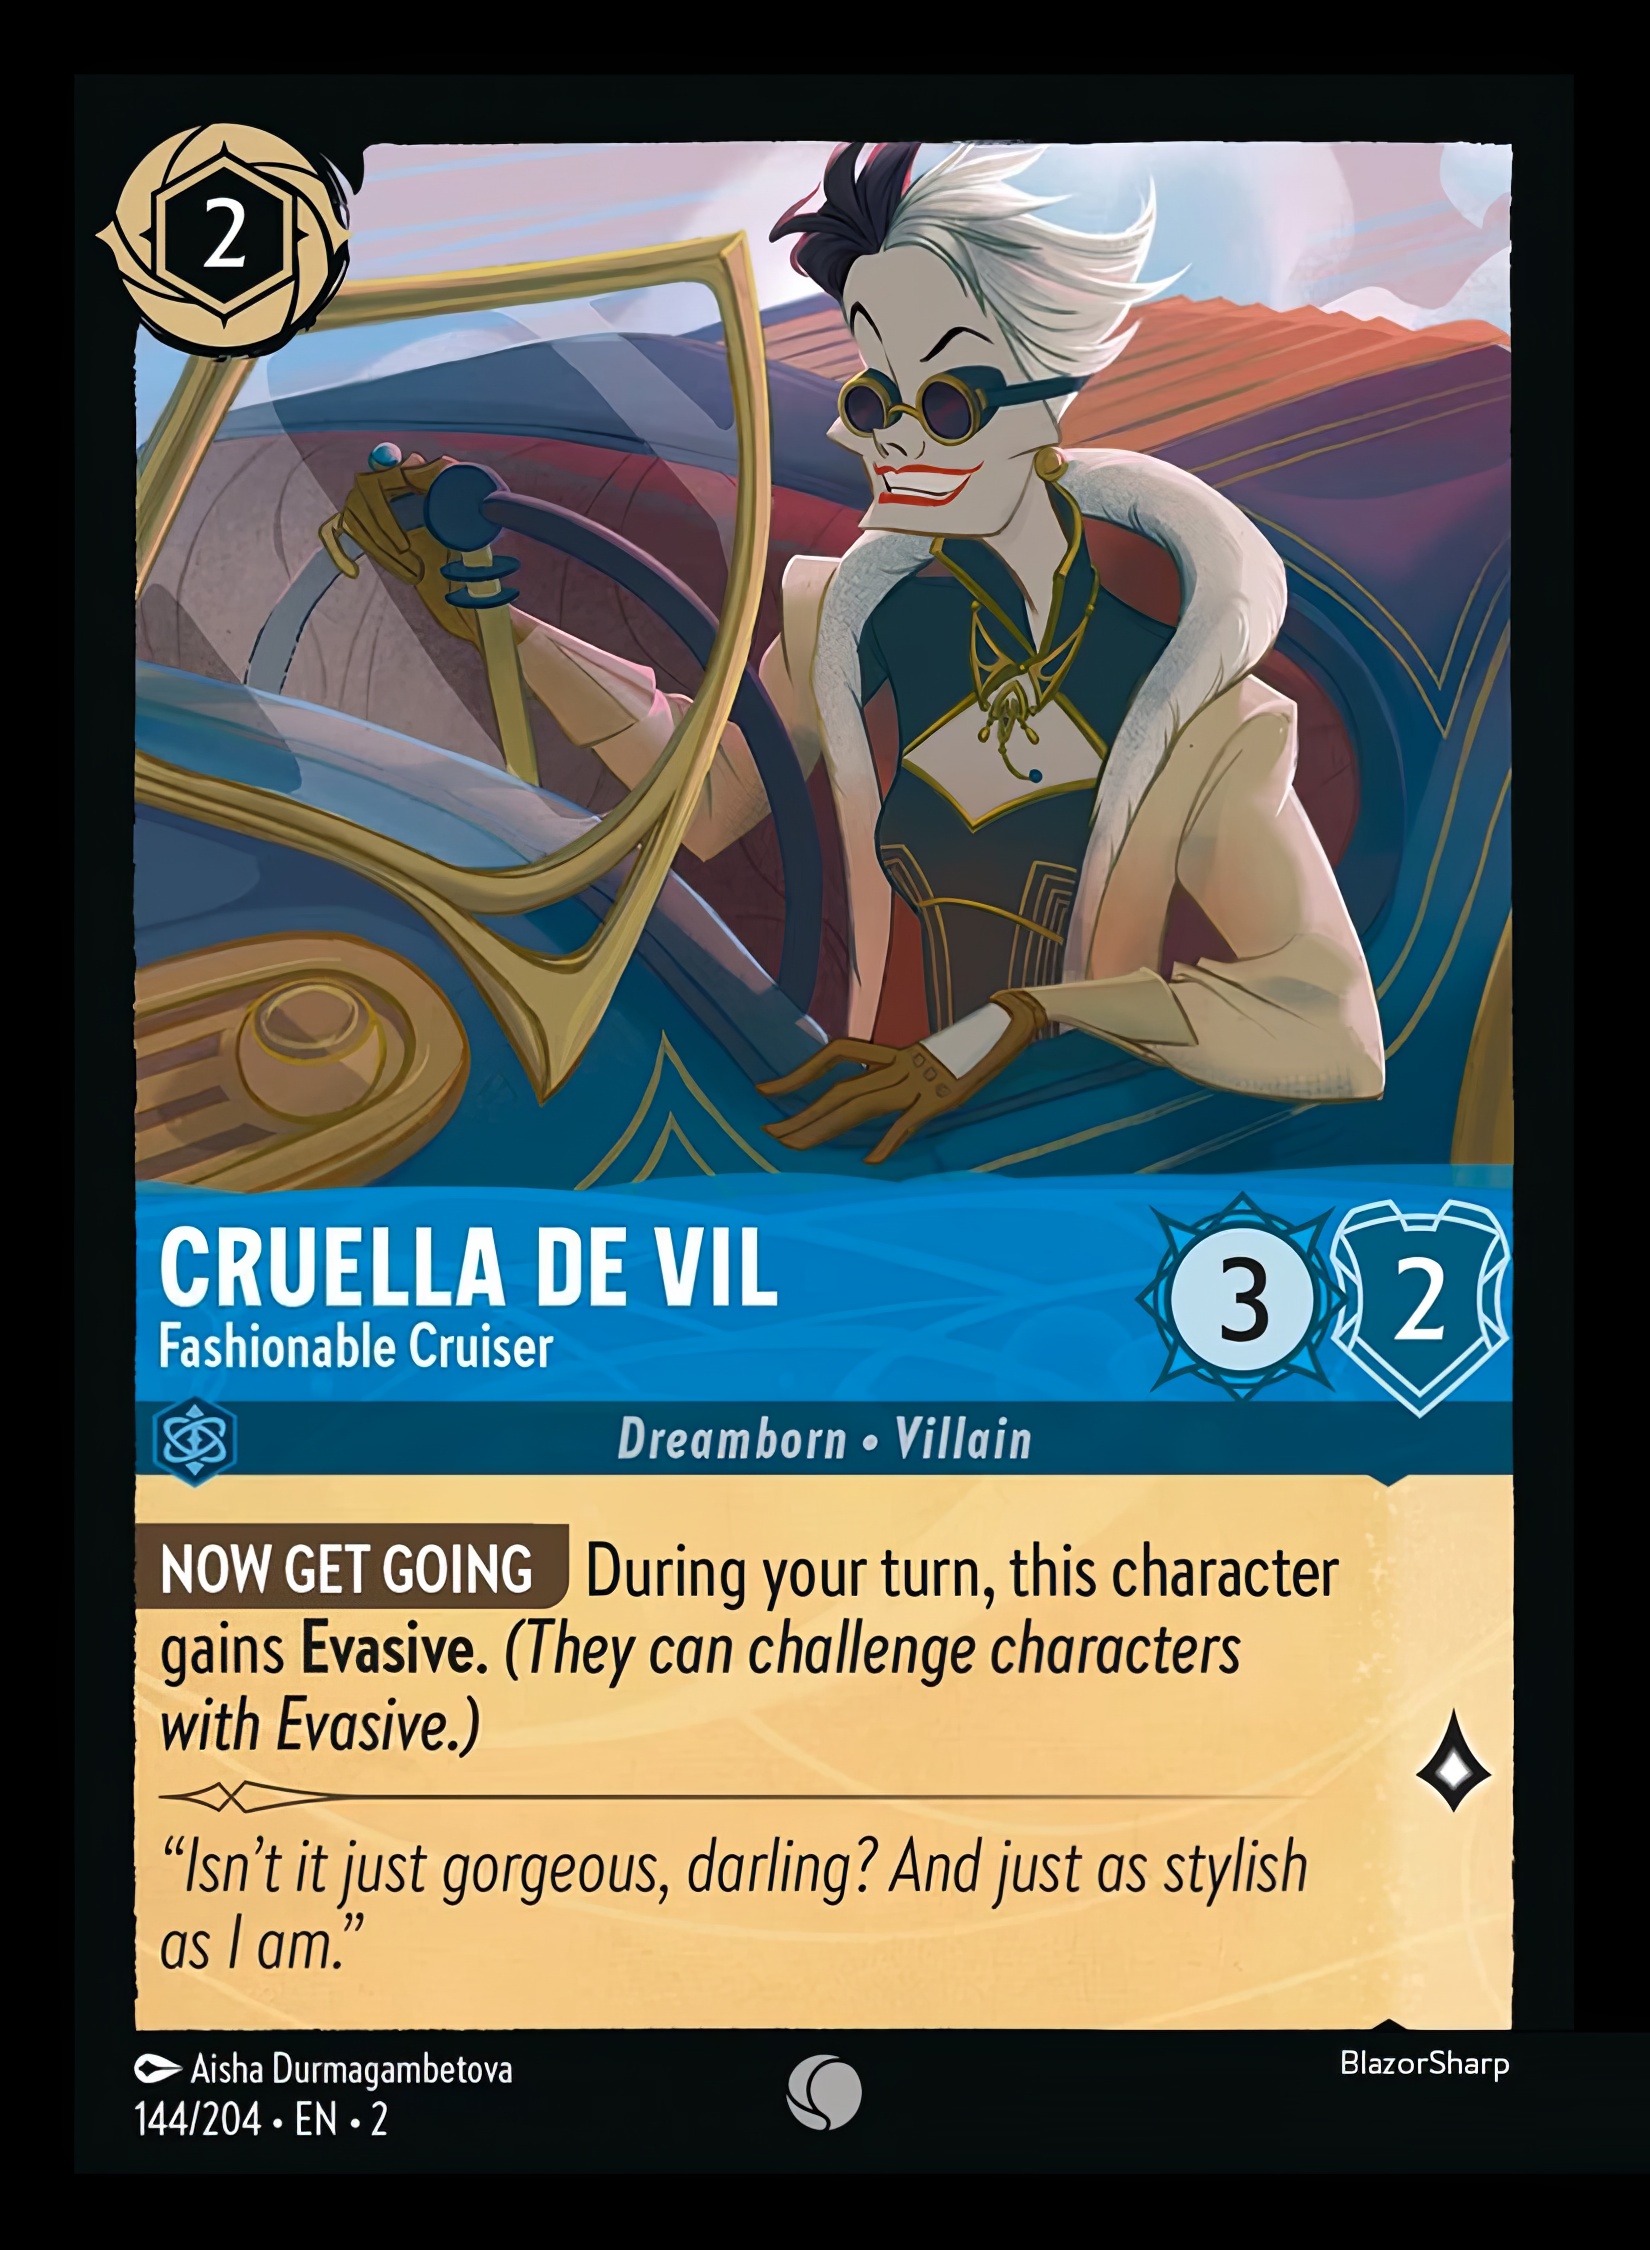 2
CRUELLA DE VIL
Fashionable Cruiser
3
2
Dreamborn • Villain
NOW GET GOING During your turn, this character
gains Evasive. (They can challenge characters
with Evasive.)
“Isn’t it just gorgeous, darling? And just as stylish
as I am.”
Aisha Durmagambetova
BlazorSharp
144/204 • EN • 2